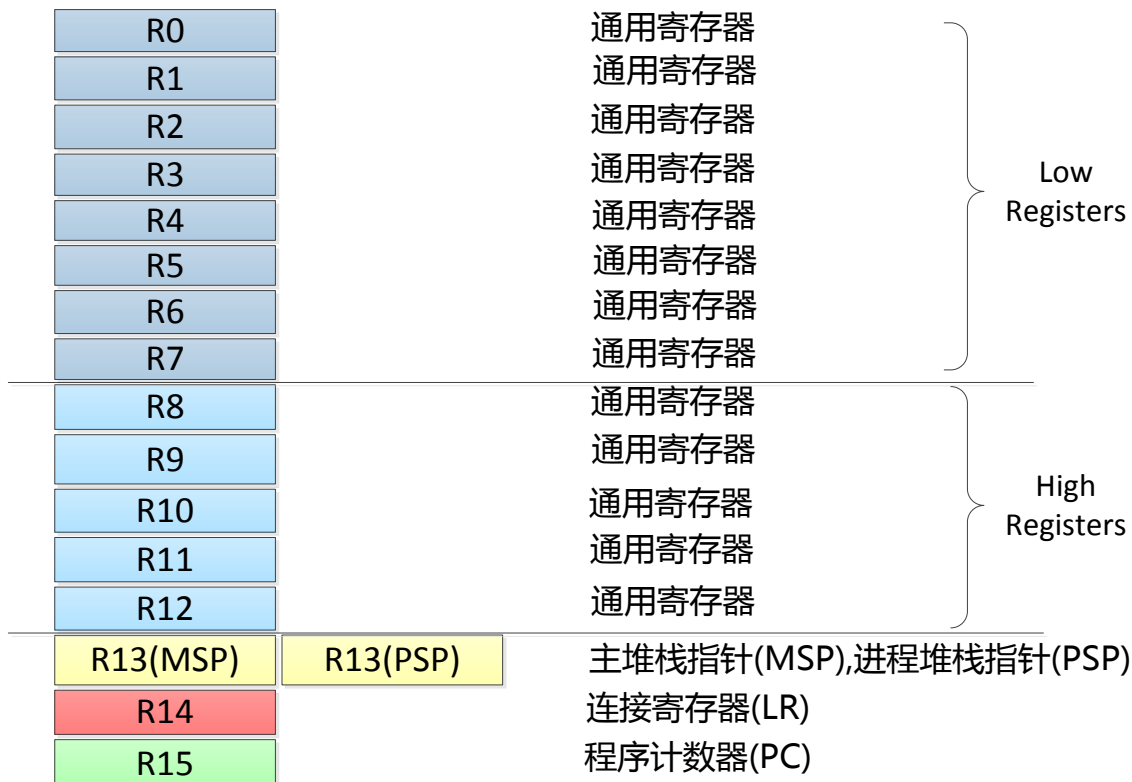 R0 通用寄存器
R1 通用寄存器
R2 通用寄存器
R3 通用寄存器
R4 通用寄存器
R5 通用寄存器
R6 通用寄存器
R7 通用寄存器
Low
Registers
R8 通用寄存器
R9 通用寄存器
R10 通用寄存器
R11 通用寄存器
R12 通用寄存器
High
Registers
R13(MSP) R13(PSP) 主堆栈指针(MSP),进程堆栈指针(PSP)
R14 连接寄存器(LR)
R15 程序计数器(PC)